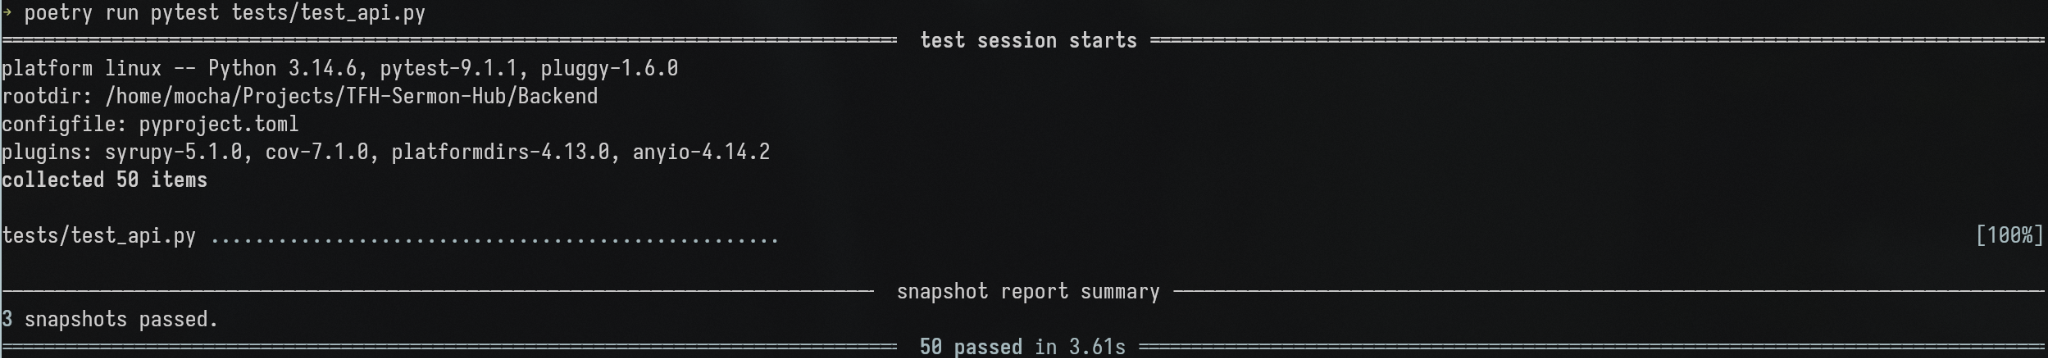 → poetry run pytest tests/test_api.py
================================ test session starts ================================
platform linux -- Python 3.14.6, pytest-9.1.1, pluggy-1.6.0
rootdir: /home/mocha/Projects/TFH-Sermon-Hub/Backend
configfile: pyproject.toml
plugins: syrupy-5.1.0, cov-7.1.0, platformdirs-4.13.0, anyio-4.14.2
collected 50 items
tests/test_api.py .................................................. [100%]
-------------------------------- snapshot report summary --------------------------------
3 snapshots passed.
================================ 50 passed in 3.61s ================================